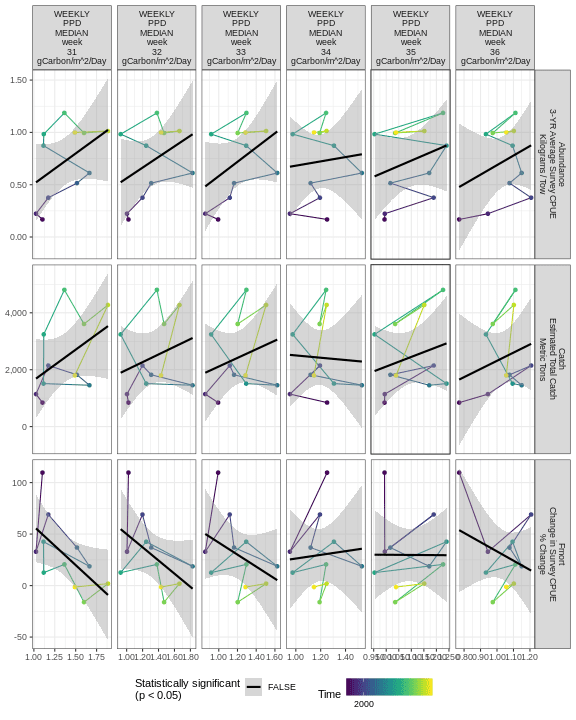 WEEKLY WEEKLY WEEKLY WEEKLY WEEKLY WEEKLY
PPD PPD PPD PPD PPD PPD
MEDIAN MEDIAN MEDIAN MEDIAN MEDIAN MEDIAN
week week week week week week
31 32 33 34 35 36
gCarbon/m^2/Day gCarbon/m^2/Day gCarbon/m^2/Day gCarbon/m^2/Day gCarbon/m^2/Day gCarbon/m^2/Day
1.50
1.00
0.50
0.00
Abundance
3-YR Average Survey CPUE
Kilograms / Tow
4,000
2,000
0
Catch
Estimated Total Catch
Metric Tons
100
50
0
-50
Fmort
Change in Survey CPUE
% Change
1.00 1.25 1.50 1.75 1.00 1.20 1.40 1.60 1.80 1.00 1.20 1.40 1.60 1.00 1.20 1.40 0.800 0.900 1.00 1.10 1.20
Statistically significant
(p < 0.05)
FALSE
Time
2000